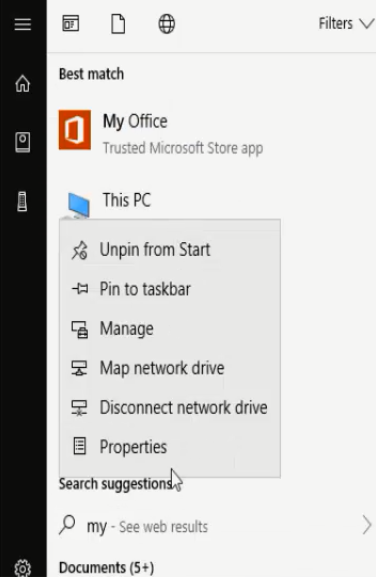 Filters
Best match
My Office
Trusted Microsoft Store app
This PC
Unpin from Start
Pin to taskbar
Manage
Map network drive
Disconnect network drive
Properties
Search suggestions
my - See web results
Documents (5+)